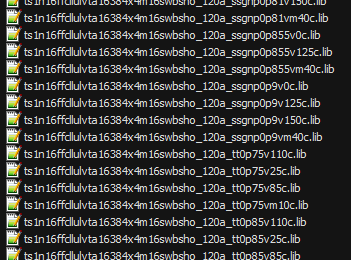 ts1n16ffcllulvta16384x4m16swbsho_120a_ssgnp0p81v150c.lib
ts1n16ffcllulvta16384x4m16swbsho_120a_ssgnp0p81vm40c.lib
ts1n16ffcllulvta16384x4m16swbsho_120a_ssgnp0p855v0c.lib
ts1n16ffcllulvta16384x4m16swbsho_120a_ssgnp0p855v125c.lib
ts1n16ffcllulvta16384x4m16swbsho_120a_ssgnp0p855vm40c.lib
ts1n16ffcllulvta16384x4m16swbsho_120a_ssgnp0p9v0c.lib
ts1n16ffcllulvta16384x4m16swbsho_120a_ssgnp0p9v125c.lib
ts1n16ffcllulvta16384x4m16swbsho_120a_ssgnp0p9v150c.lib
ts1n16ffcllulvta16384x4m16swbsho_120a_ssgnp0p9vm40c.lib
ts1n16ffcllulvta16384x4m16swbsho_120a_tt0p75v110c.lib
ts1n16ffcllulvta16384x4m16swbsho_120a_tt0p75v25c.lib
ts1n16ffcllulvta16384x4m16swbsho_120a_tt0p75v85c.lib
ts1n16ffcllulvta16384x4m16swbsho_120a_tt0p75vm10c.lib
ts1n16ffcllulvta16384x4m16swbsho_120a_tt0p85v110c.lib
ts1n16ffcllulvta16384x4m16swbsho_120a_tt0p85v25c.lib
ts1n16ffcllulvta16384x4m16swbsho_120a_tt0p85v85c.lib